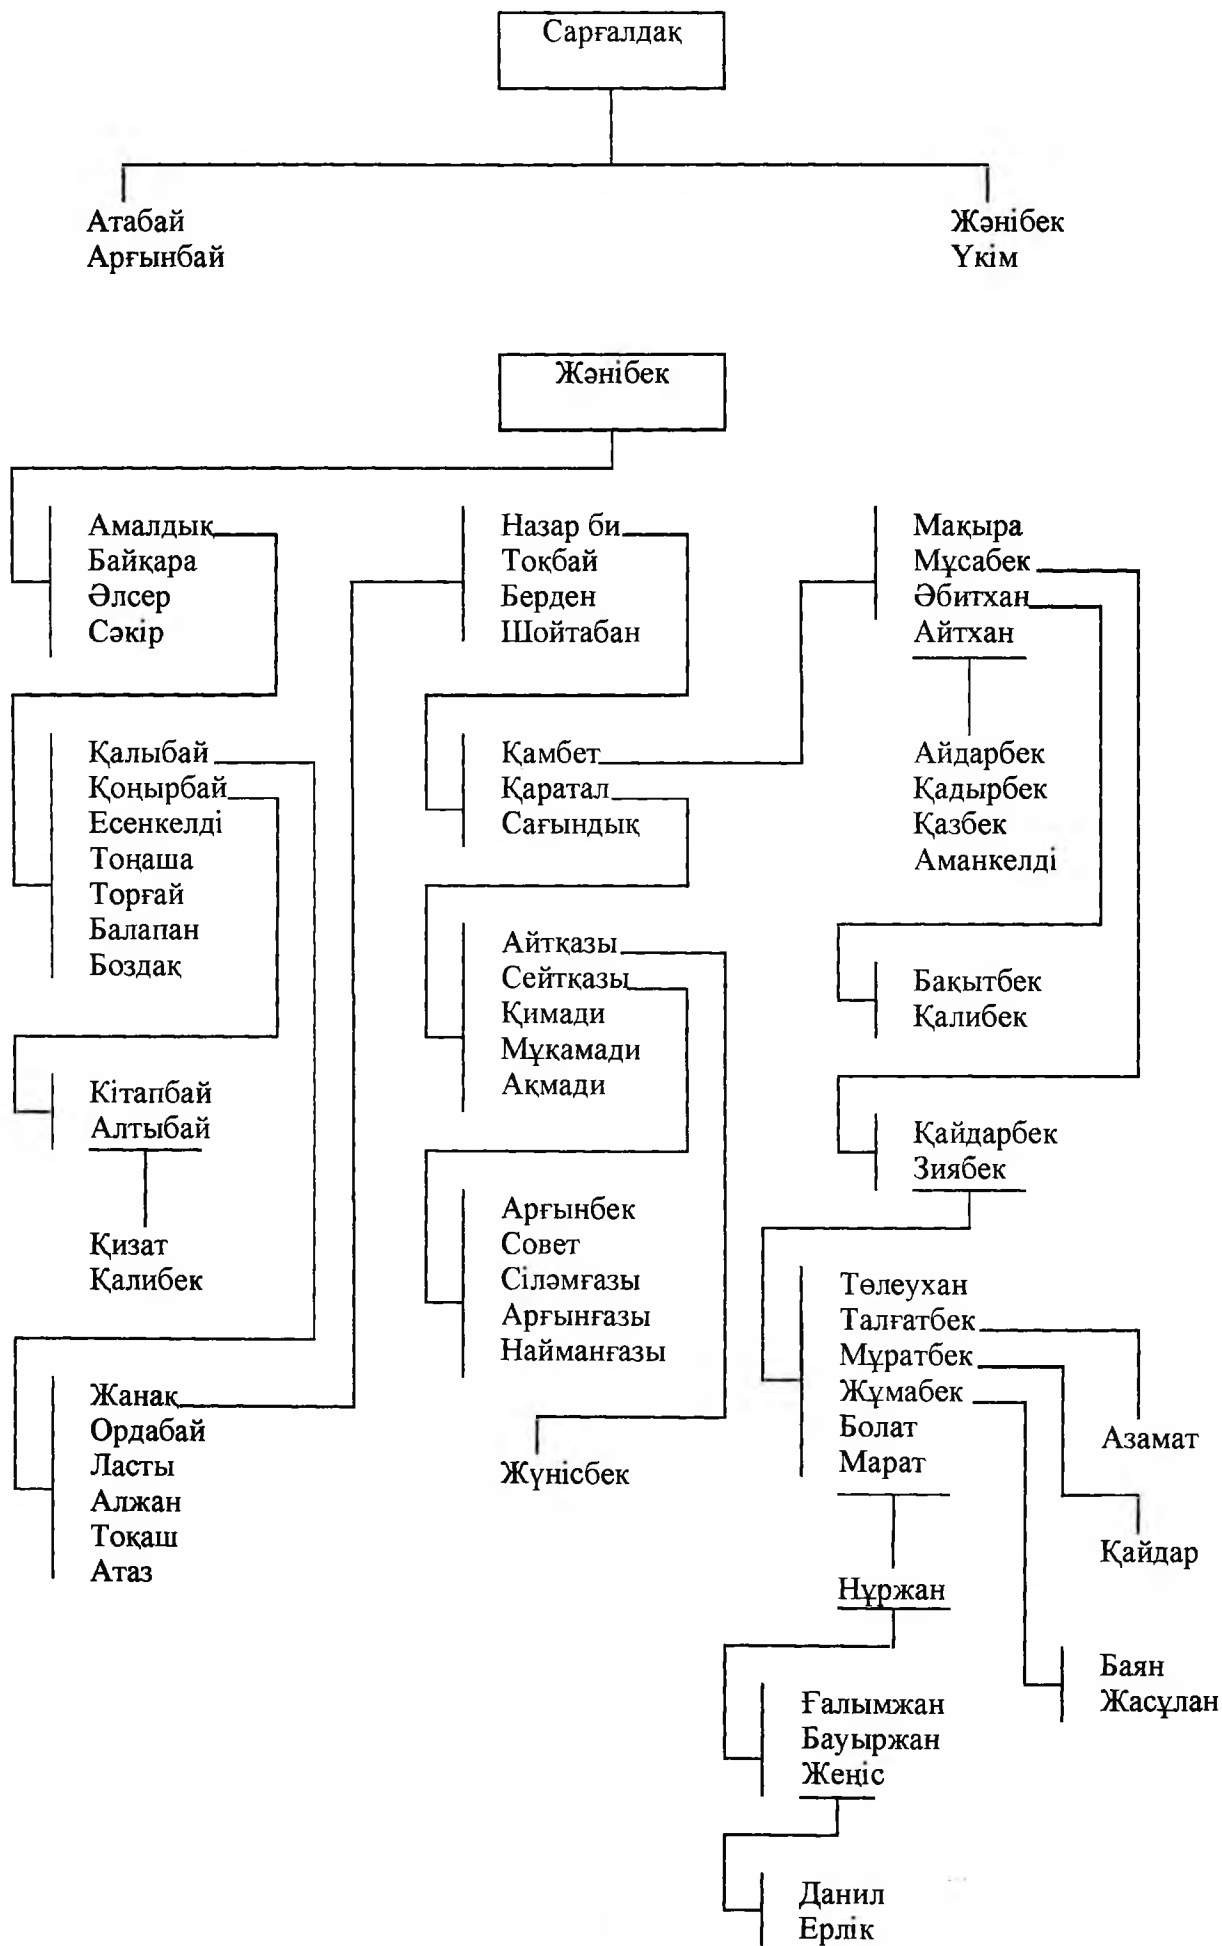 Сарғалдақ
Атабай
Арғынбай
Жәнібек
Үкім
Жәнібек
Амалдық
Байқара
Әлсер
Сәкір
Қалыбай
Қоңырбай
Есенкелді
Тоңаша
Торғай
Балапан
Боздақ
Кітапбай
Алтыбай
Қизат
Қалибек
Жанақ
Ордабай
Ласты
Алжан
Тоқаш
Атаз
Назар би
Тоқбай
Берден
Шойтабан
Қамбет
Қаратал
Сағындық
Айтқазы
Сейтқазы
Қимади
Мұқамади
Ақмади
Арғынбек
Совет
Сіләмғазы
Арғынғазы
Найманғазы
Жүнісбек
Мақыра
Мұсабек
Әбитхан
Айтхан
Айдарбек
Қадырбек
Қазбек
Аманкелді
Бақытбек
Қалибек
Қайдарбек
Зиябек
Төлеухан
Талғатбек
Мұратбек
Жұмабек
Болат
Марат
Азамат
Қайдар
Нұржан
Баян
Жасұлан
Ғалымжан
Бауыржан
Жеңіс
Данил
Ерлік